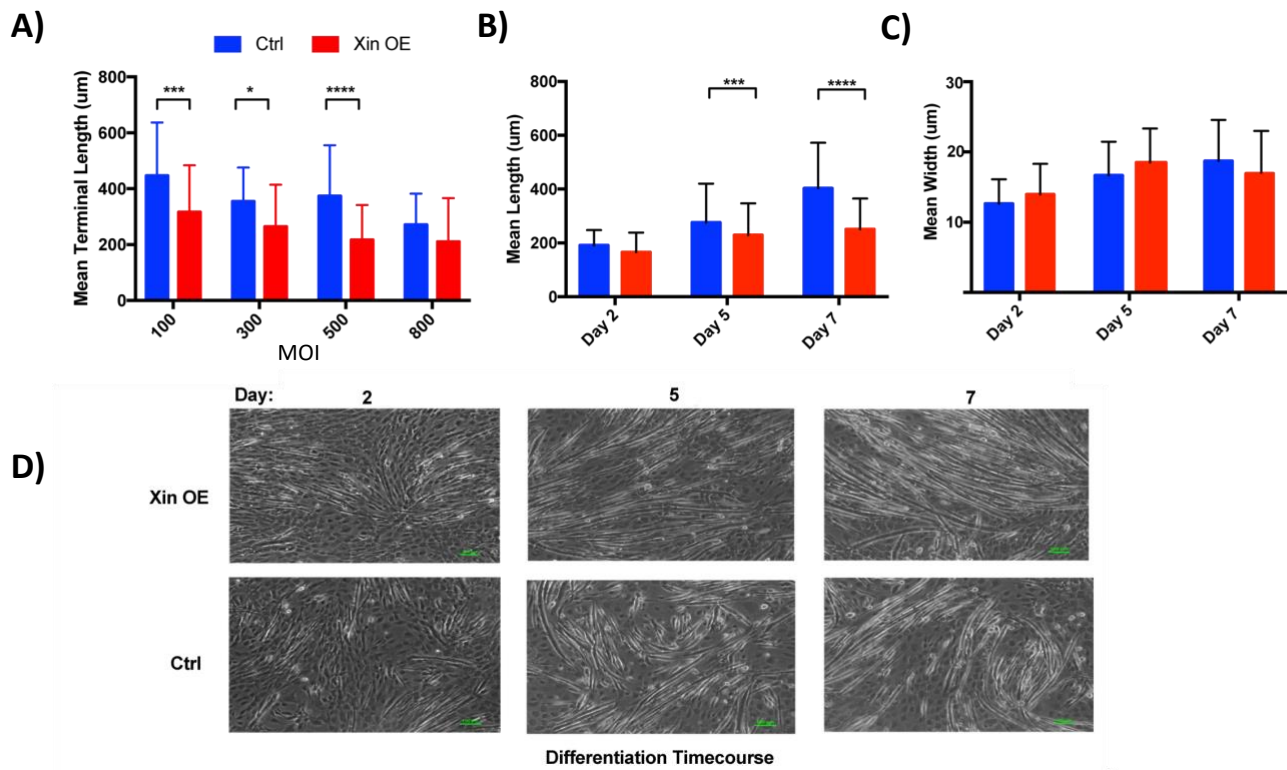 A)
Ctrl Xin OE
Mean Terminal Length (um)
800
600
400
200
0
*** * ****
100 300 500 800
MOI
B)
Mean Length (um)
800
600
400
200
0
*** ****
Day 2 Day 5 Day 7
C)
Mean Width (um)
30
20
10
Day 2 Day 5 Day 7
D)
Day: 2 5 7
Xin OE
Ctrl
Differentiation Timecourse